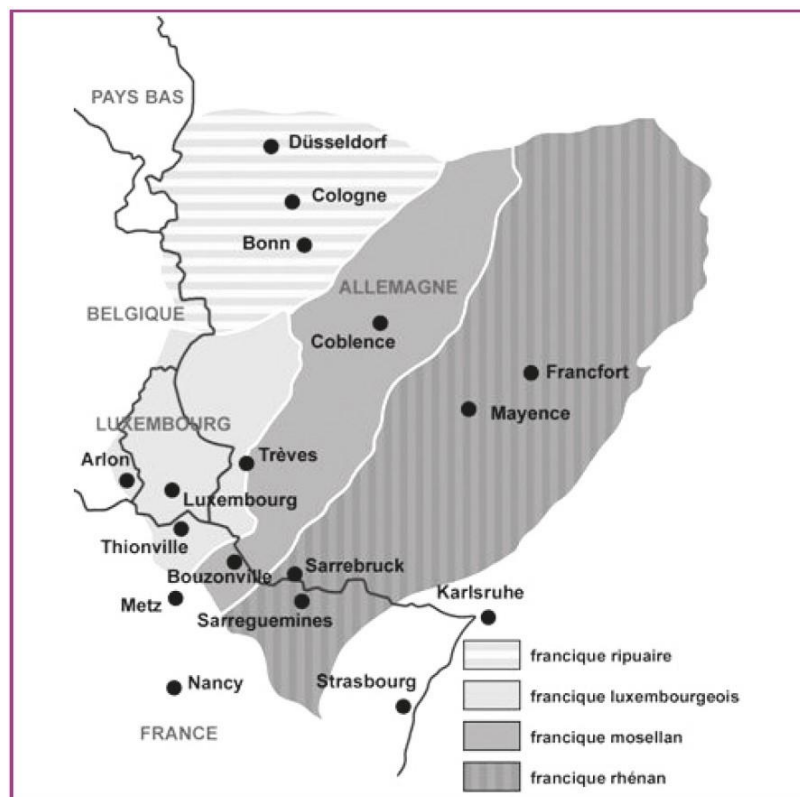 PAYS BAS
Düsseldorf
Cologne
Bonn
ALLEMAGNE
BELGIQUE
Coblence
Francfort
Mayence
LUXEMBOURG
Arlon
Trèves
Luxembourg
Thionville
Bouzonville
Sarrebruck
Metz
Sarreguemines
Karlsruhe
francique ripuaire
Nancy
Strasbourg
francique luxembourgeois
FRANCE
francique mosellan
francique rhénan